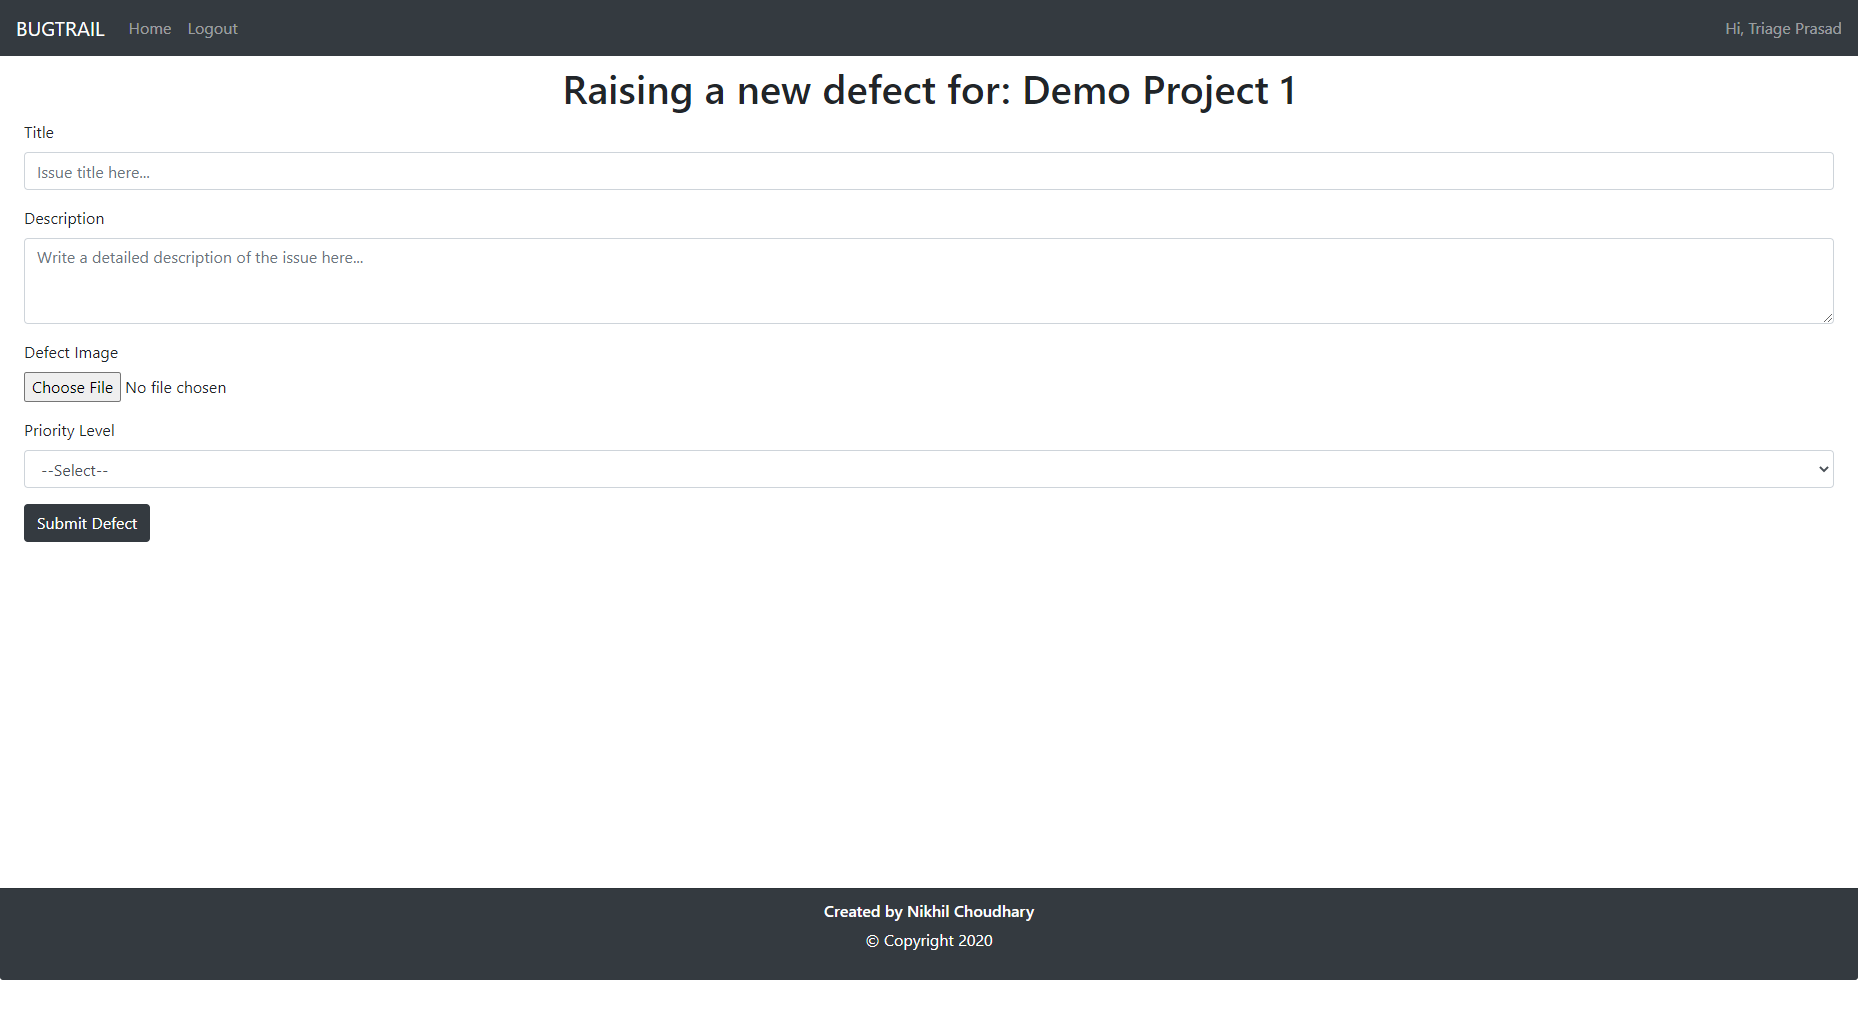 BUGTRAIL Home Logout Hi, Triage Prasad
Raising a new defect for: Demo Project 1
Title
Issue title here...
Description
Write a detailed description of the issue here...
Defect Image
Choose File No file chosen
Priority Level
--Select--
Submit Defect
Created by Nikhil Choudhary
© Copyright 2020